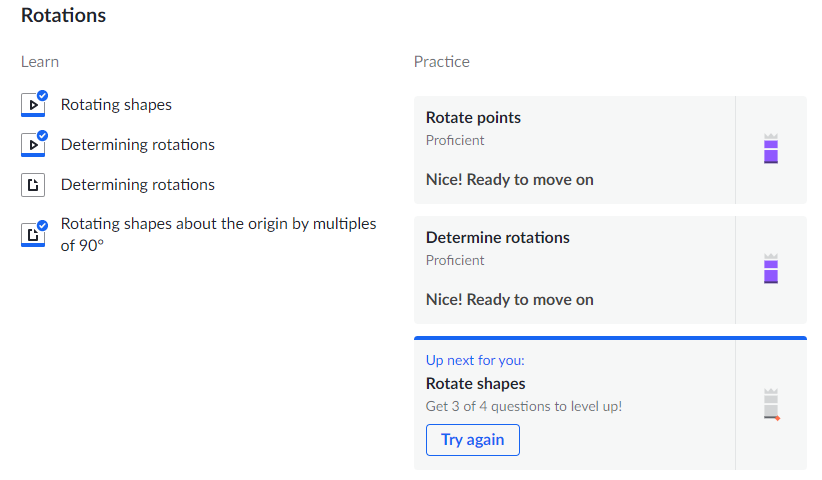 Rotations
Learn
Rotating shapes
Determining rotations
Determining rotations
Rotating shapes about the origin by multiples
of 90°
Practice
Rotate points
Proficient
Nice! Ready to move on
Determine rotations
Proficient
Nice! Ready to move on
Up next for you:
Rotate shapes
Get 3 of 4 questions to level up!
Try again